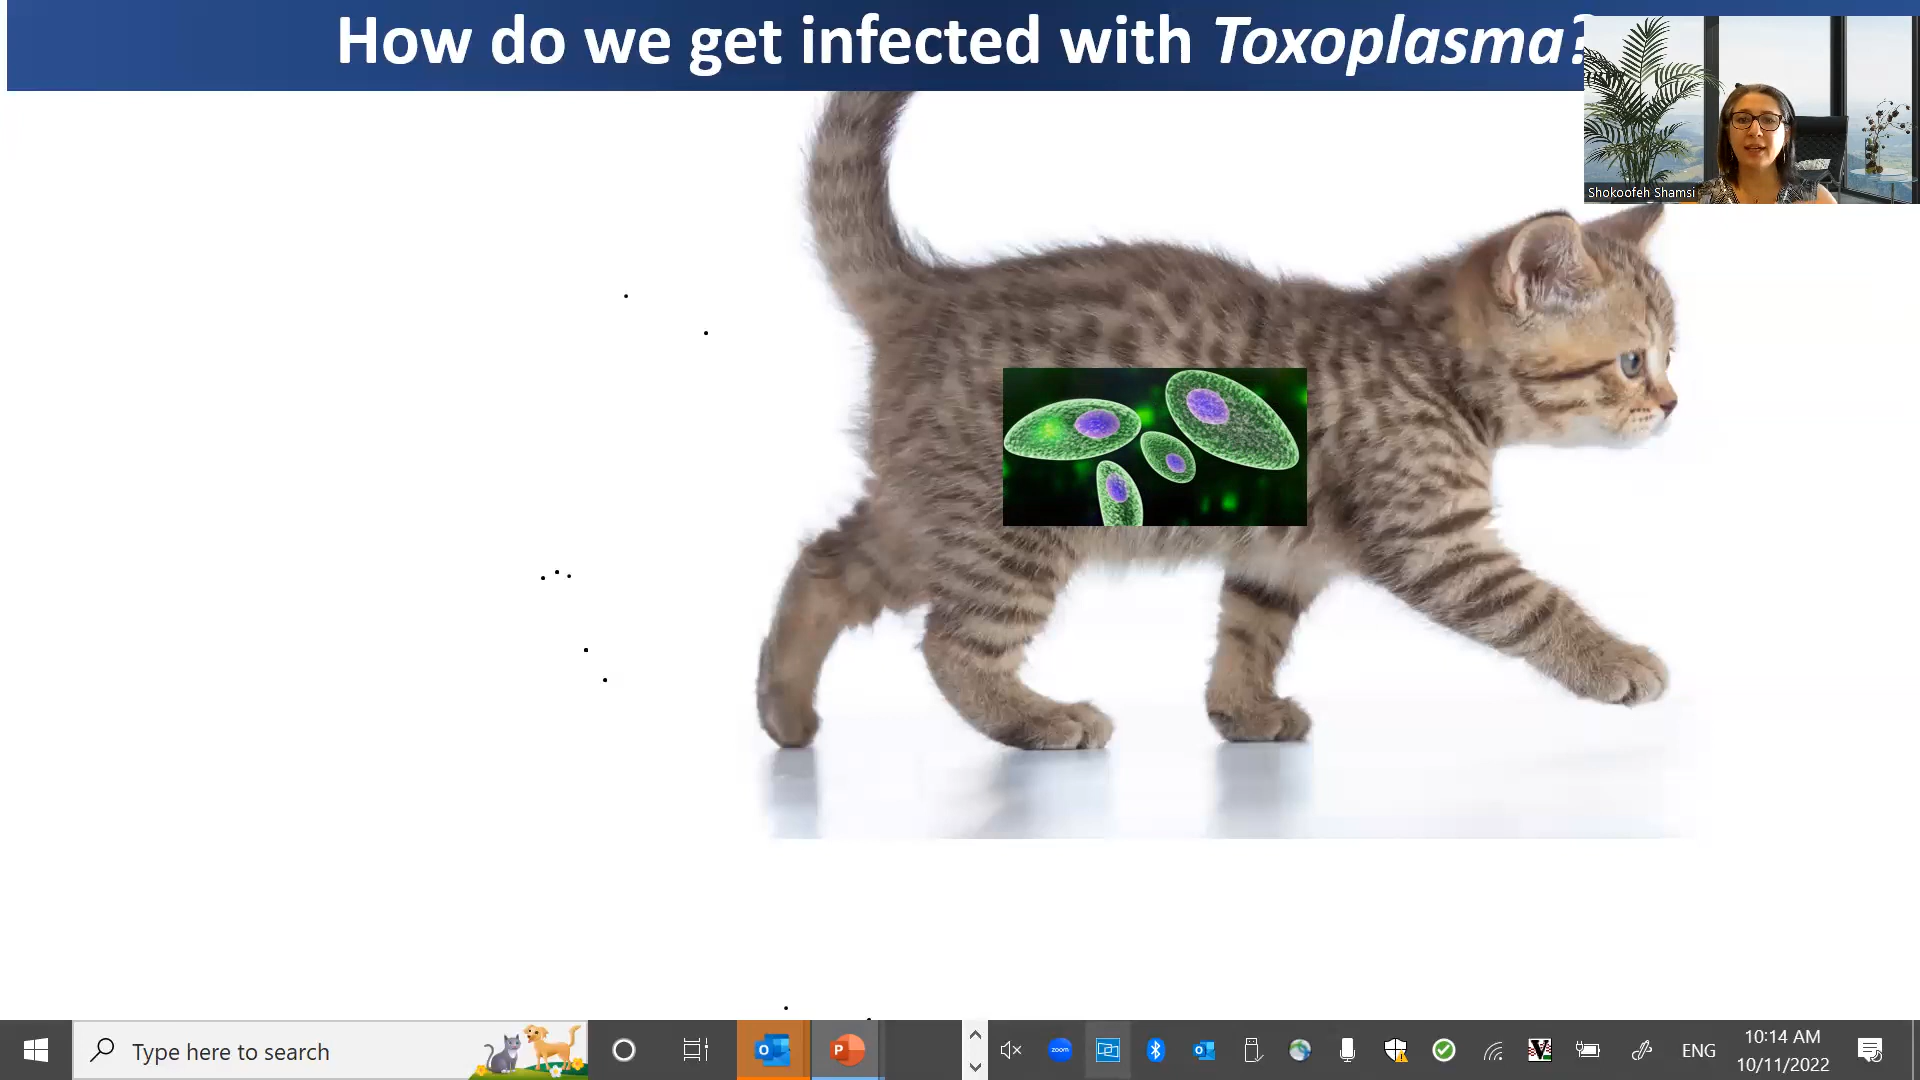 How do we get infected with Toxoplasma?
Shokoofeh Shamsi
Type here to search
zoom
ENG
10:14 AM
10/11/2022